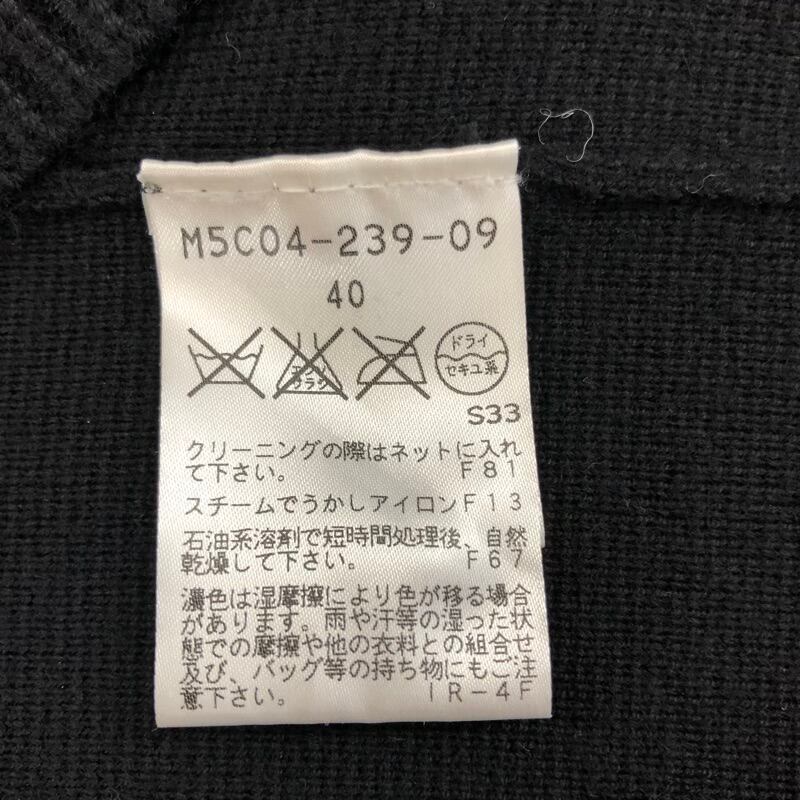 M5C04-239-09
40
エンソ サラシ ドライ
セキユ系
S33
クリーニングの際はネットに入れ
て下さい。 F81
スチームでうかしアイロンF13
石油系溶剤で短時間処理後、自然
乾燥して下さい。 F67
濃色は湿摩擦により色が移る場合
があります。雨や汗等の湿った状
態での摩擦や他の衣料との組合せ
及び、バッグ等の持ち物にもご注
意下さい。 IR-4F